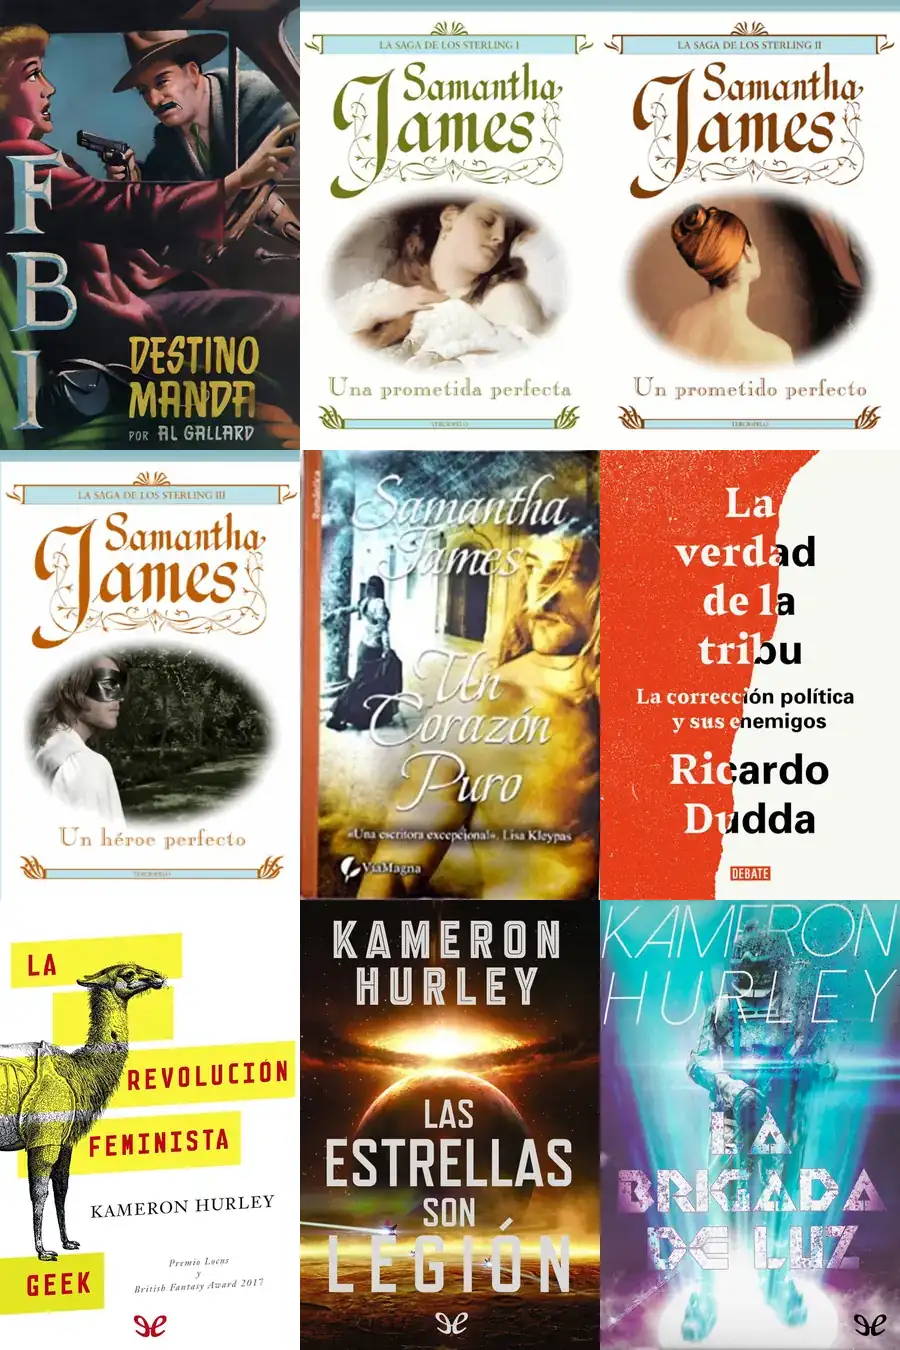 F
B
I
DESTINO
MANDA
POR AL GALLARD
LA SAGA DE LOS STERLING I
Samantha
James
Una prometida perfecta
TERCIOPELO
LA SAGA DE LOS STERLING II
Samantha
James
Un prometido perfecto
TERCIOPELO
LA SAGA DE LOS STERLING III
Samantha
James
Un héroe perfecto
TERCIOPELO
Romántica
Samantha
James
Un
Corazón
Puro
«Una escritora excepcional». Lisa Kleypas
ViaMagna
La
verdad
de la
tribu
La corrección política
y sus enemigos
Ricardo
Dudda
DEBATE
LA
REVOLUCIÓN
FEMINISTA
KAMERON HURLEY
GEEK
Premio Locus
y
British Fantasy Award 2017
KAMERON
HURLEY
LAS
ESTRELLAS
SON
LEGIÓN
KAMERON
HURLEY
LA
BRIGADA
DE LUZ